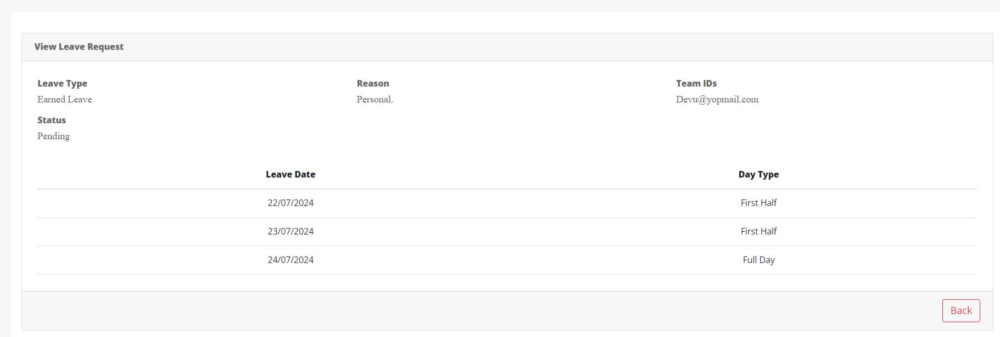 View Leave Request
Leave Type Reason Team IDs
Earned Leave Personal. Devu@yopmail.com
Status
Pending
Leave Date Day Type
22/07/2024 First Half
23/07/2024 First Half
24/07/2024 Full Day
Back